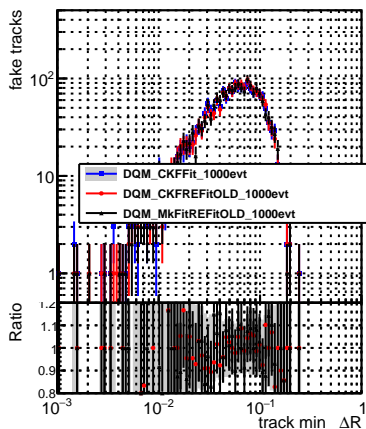 fake tracks
10²
10
1
DQM_CKFFit_1000evt
DQM_CKFREFitOLD_1000evt
DQM_MkFitREFitOLD_1000evt
Ratio
1.2
1.1
1
0.9
0.8
10⁻³ 10⁻² 10⁻¹ 1
track min ΔR